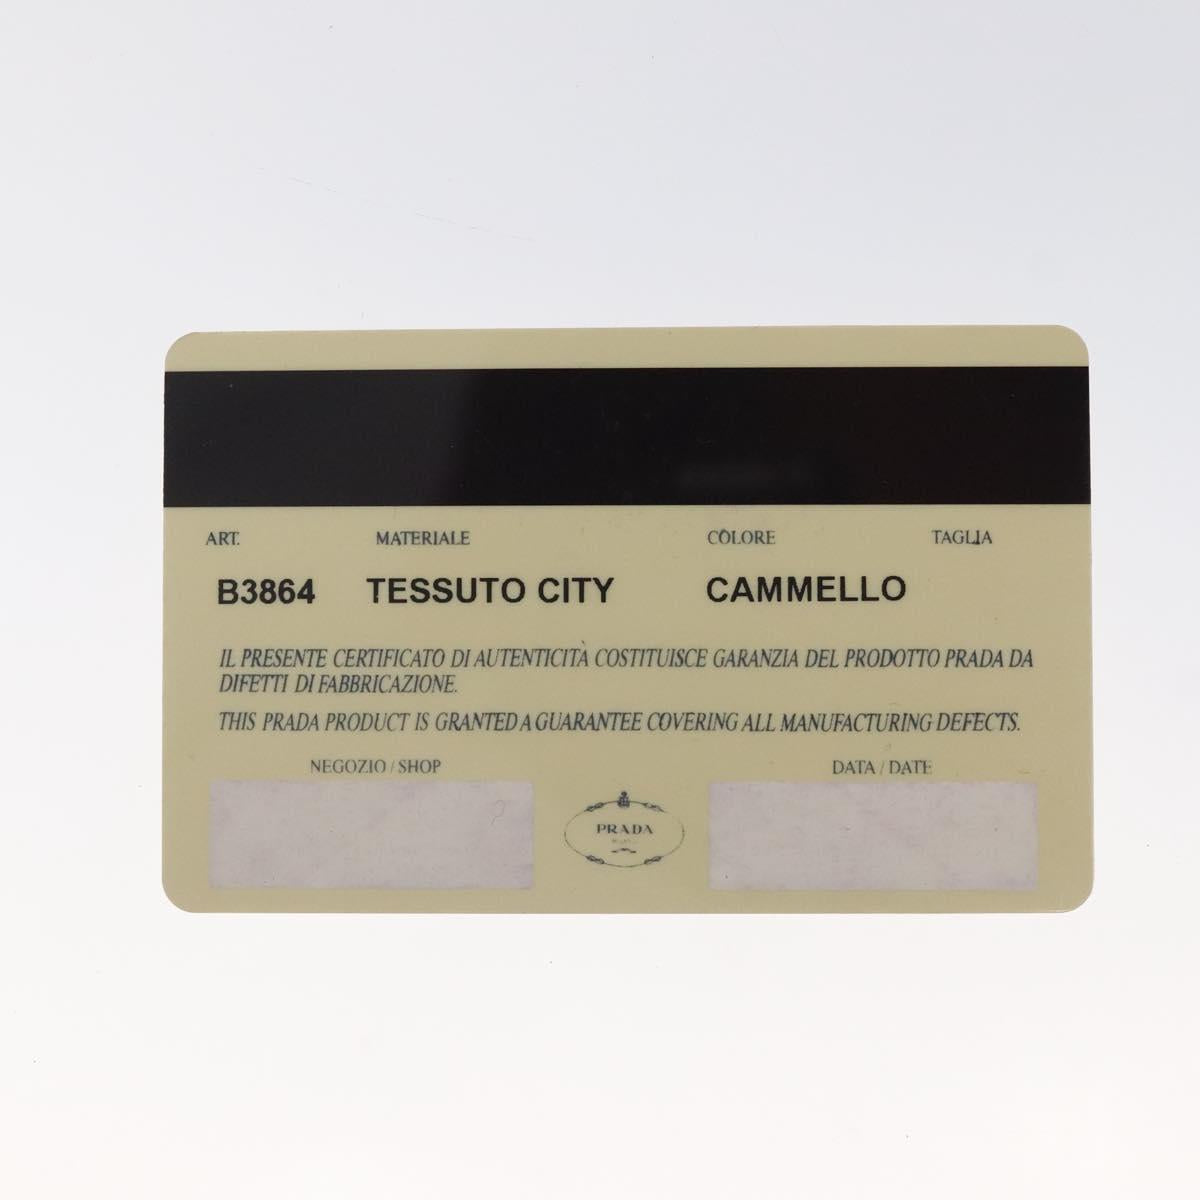 ART. MATERIALE COLORE TAGLIA
B3864 TESSUTO CITY CAMMELLO
IL PRESENTE CERTIFICATO DI AUTENTICITÀ COSTITUISCE GARANZIA DEL PRODOTTO PRADA DA
DIFETTI DI FABBRICAZIONE.
THIS PRADA PRODUCT IS GRANTED A GUARANTEE COVERING ALL MANUFACTURING DEFECTS.
NEGOZIO / SHOP DATA / DATE
PRADA